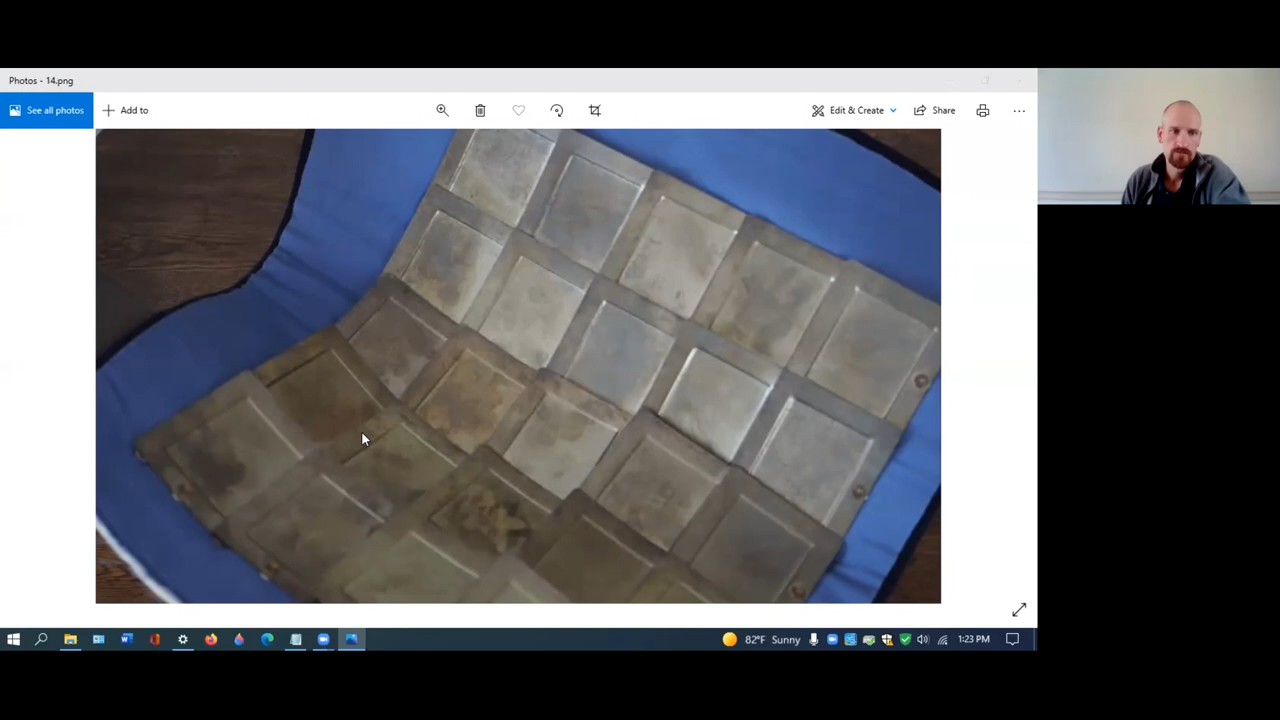 Photos - 14.png
See all photos
Add to
Edit & Create
Share
82°F Sunny
1:23 PM